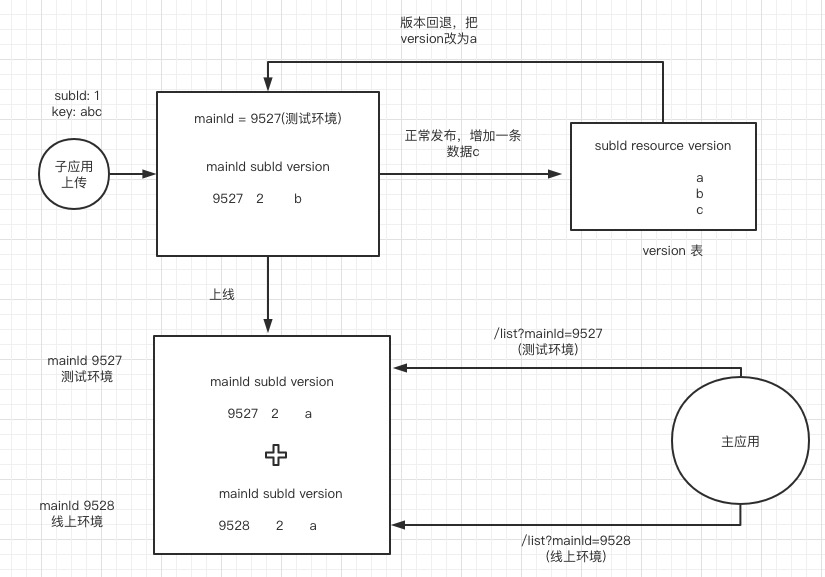 版本回退，把
version改为a
subId: 1
key: abc
子应用
上传
mainId = 9527(测试环境)
mainId subId version
9527 2 b
正常发布，增加一条
数据c
subId resource version
a
b
c
version 表
上线
mainId 9527
测试环境
mainId subId version
9527 2 a
mainId subId version
9528 2 a
mainId 9528
线上环境
/list?mainId=9527
(测试环境)
主应用
/list?mainId=9528
(线上环境)